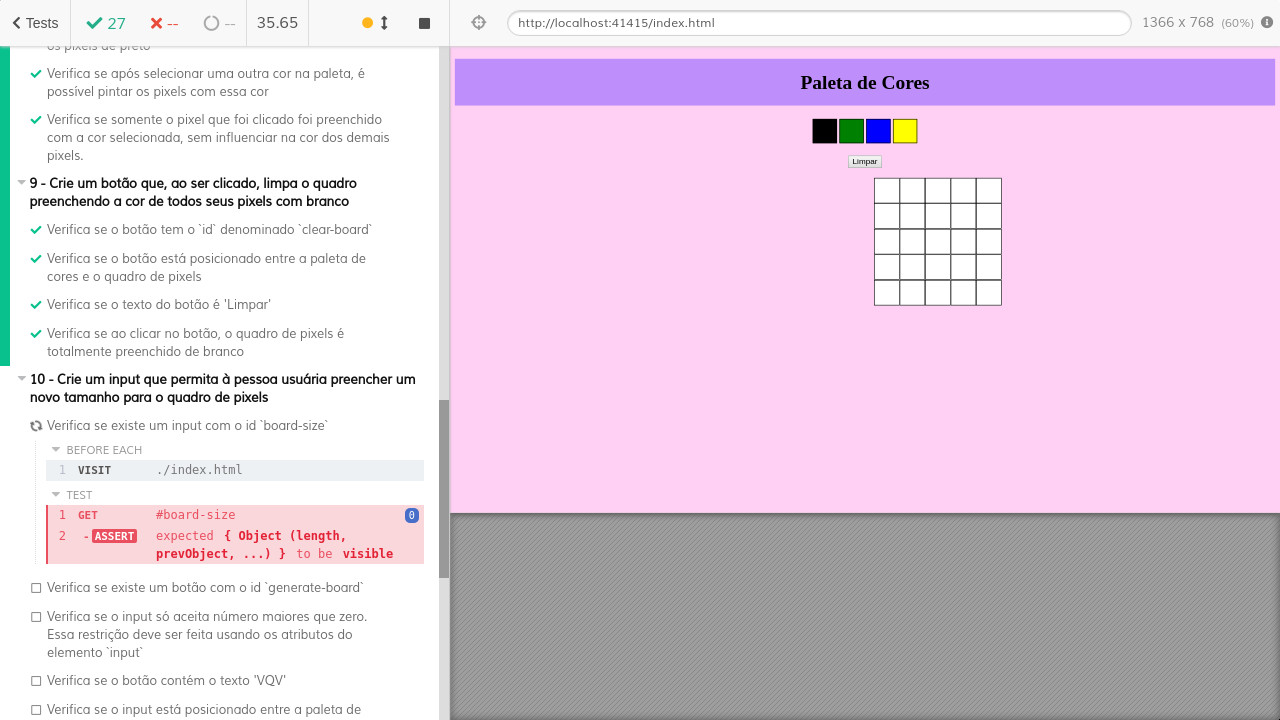 Tests 27 -- -- 35.65 http://localhost:41415/index.html 1366 x 768 (60%)
os pixels de preto
Verifica se após selecionar uma outra cor na paleta, é
possível pintar os pixels com essa cor
Verifica se somente o pixel que foi clicado foi preenchido
com a cor selecionada, sem influenciar na cor dos demais
pixels.
9 - Crie um botão que, ao ser clicado, limpa o quadro
preenchendo a cor de todos seus pixels com branco
Verifica se o botão tem o `id` denominado `clear-board`
Verifica se o botão está posicionado entre a paleta de
cores e o quadro de pixels
Verifica se o texto do botão é 'Limpar'
Verifica se ao clicar no botão, o quadro de pixels é
totalmente preenchido de branco
10 - Crie um input que permita à pessoa usuária preencher um
novo tamanho para o quadro de pixels
Verifica se existe um input com o id `board-size`
BEFORE EACH
1 VISIT ./index.html
TEST
1 GET #board-size 0
2 -ASSERT expected { Object (length,
prevObject, ...) } to be visible
Verifica se existe um botão com o id `generate-board`
Verifica se o input só aceita número maiores que zero.
Essa restrição deve ser feita usando os atributos do
elemento `input`
Verifica se o botão contém o texto 'VQV'
Verifica se o input está posicionado entre a paleta de
Paleta de Cores
Limpar